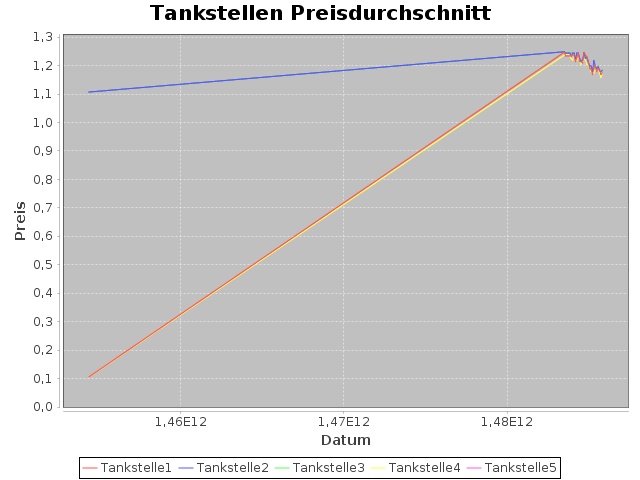 Tankstellen Preisdurchschnitt
1,3
1,2
1,1
1,0
0,9
0,8
0,7
0,6
0,5
0,4
0,3
0,2
0,1
0,0
Preis
1,46E12 1,47E12 1,48E12
Datum
Tankstelle1 Tankstelle2 Tankstelle3 Tankstelle4 Tankstelle5